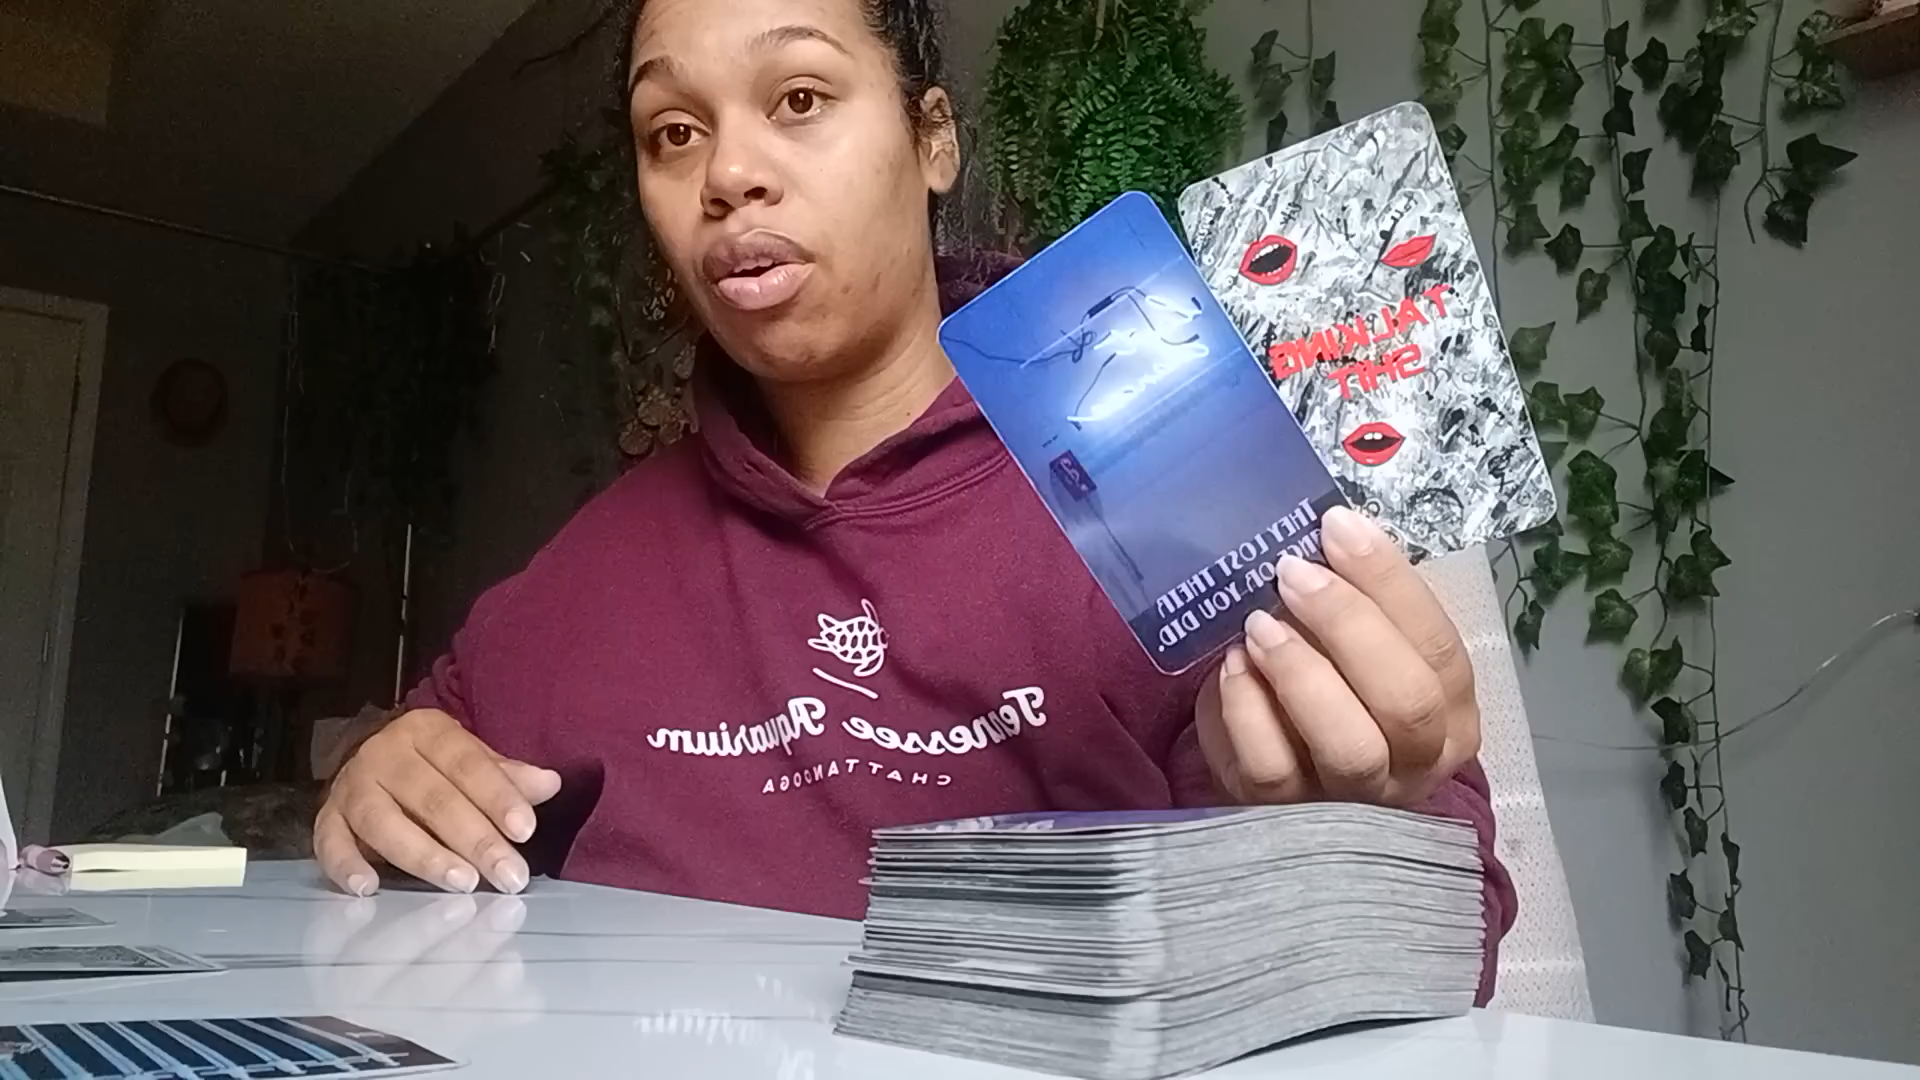 TALKING
SHIT
THEY LOST THEIR
YOU DID.
Tennessee Aquarium
CHATTANOOGA